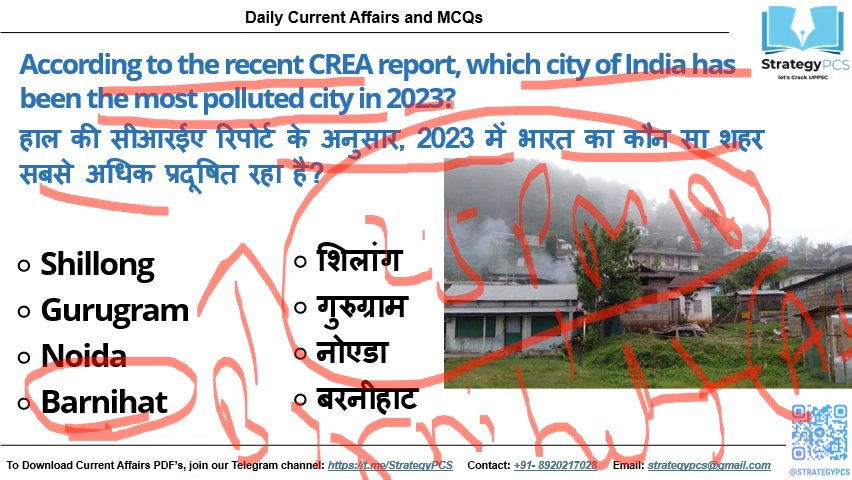 Daily Current Affairs and MCQs
StrategyPCS
let's Crack UPPSC
According to the recent CREA report, which city of India has
been the most polluted city in 2023?
हाल की सीआरईए रिपोर्ट के अनुसार, 2023 में भारत का कौन सा शहर
सबसे अधिक प्रदूषित रहा है?
Shillong
Gurugram
Noida
Barnihat
शिलांग
गुरुग्राम
नोएडा
बरनीहाट
To Download Current Affairs PDF's, join our Telegram channel: https://t.me/StrategyPCS Contact: +91- 8920217028 Email: strategypcs@gmail.com
@STRATEGYPCS